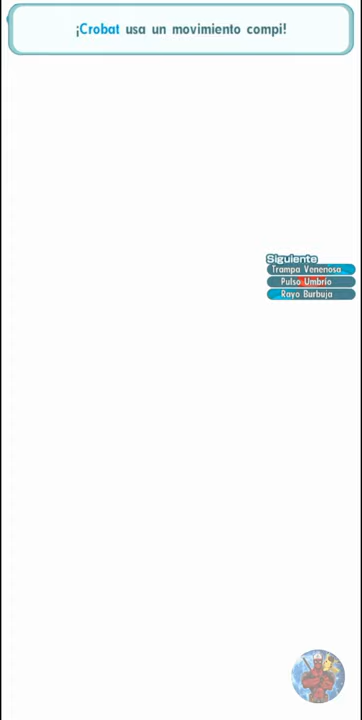 ¡Crobat usa un movimiento compi!
Siguiente
Trampa Venenosa
Pulso Umbrío
Rayo Burbuja